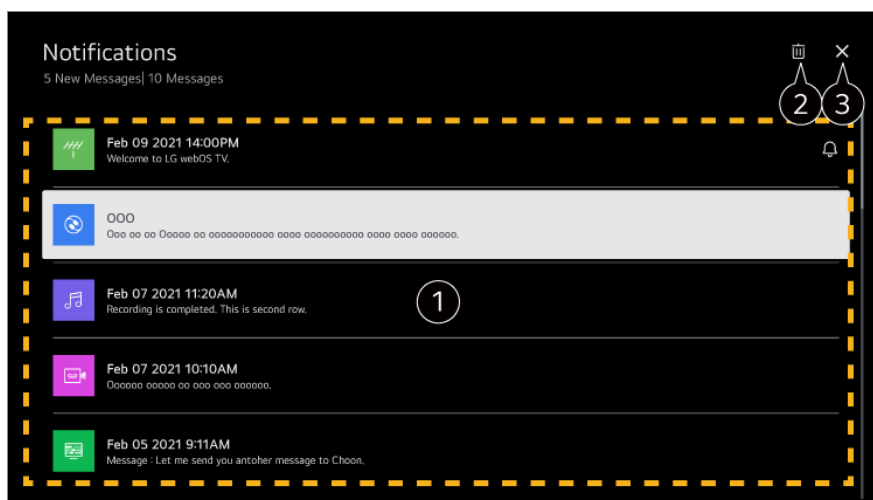 Notifications
5 New Messages| 10 Messages
2
3
Feb 09 2021 14:00PM
Welcome to LG webOS TV.
OOO
Ooo oo oo Ooooo oo ooooooooooo oooo oooooooooo oooo oooo oooooo.
Feb 07 2021 11:20AM
Recording is completed. This is second row.
1
Feb 07 2021 10:10AM
Oooooo ooooo oo ooo ooo oooooo.
Feb 05 2021 9:11AM
Message : Let me send you antoher message to Choon.